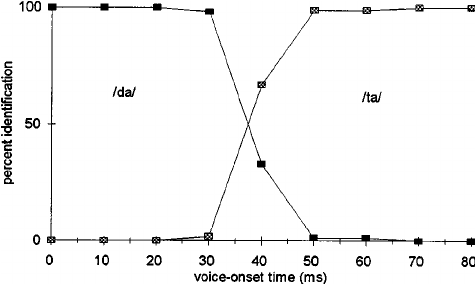 100
50
0
percent identification
/da/
/ta/
0 10 20 30 40 50 60 70 80
voice-onset time (ms)